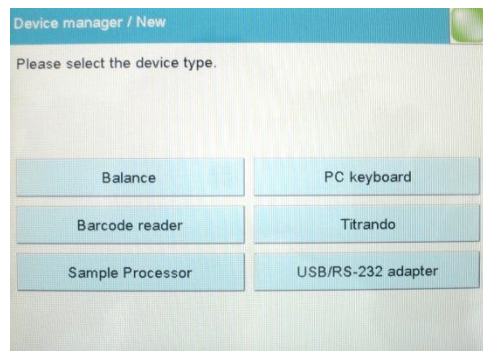 Device manager / New
Please select the device type.
Balance
PC keyboard
Barcode reader
Titrando
Sample Processor
USB/RS-232 adapter